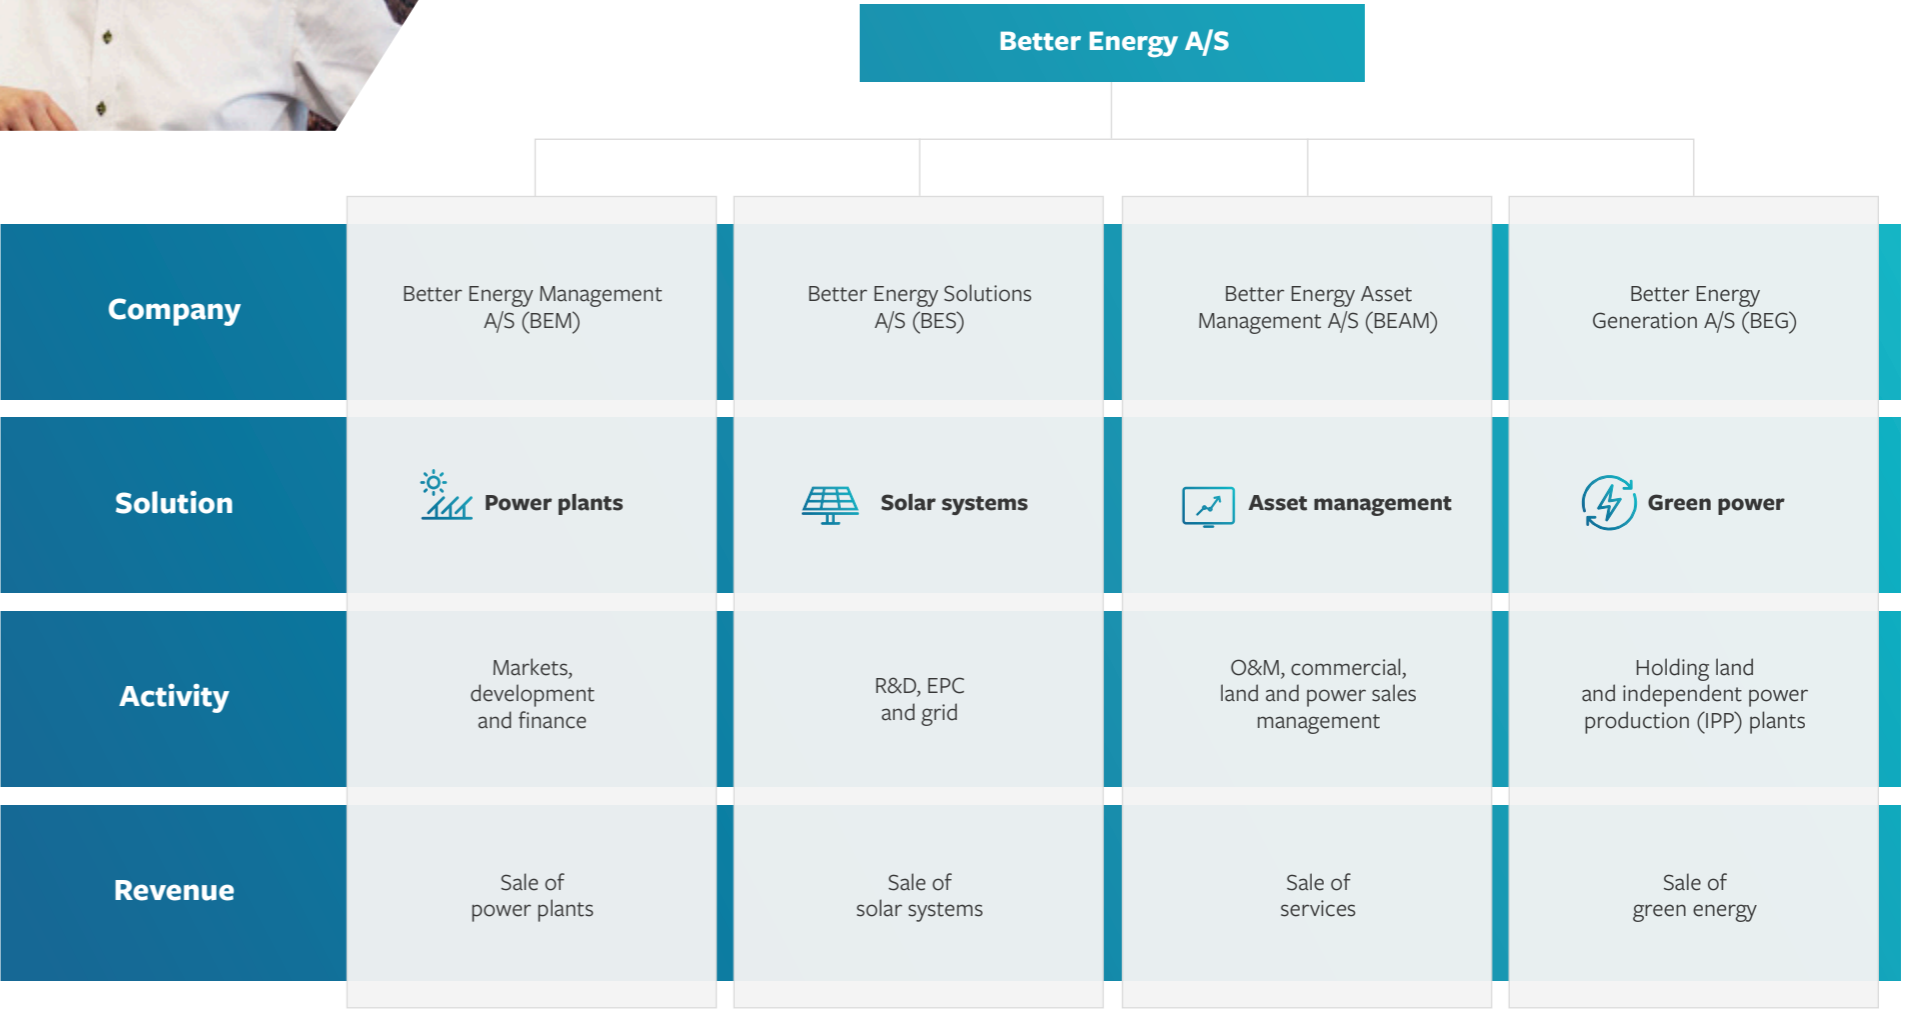 Better Energy A/S
Company
Better Energy Management
A/S (BEM)
Better Energy Solutions
A/S (BES)
Better Energy Asset
Management A/S (BEAM)
Better Energy
Generation A/S (BEG)
Solution
Power plants
Solar systems
Asset management
Green power
Activity
Markets,
development
and finance
R&D, EPC
and grid
O&M, commercial,
land and power sales
management
Holding land
and independent power
production (IPP) plants
Revenue
Sale of
power plants
Sale of
solar systems
Sale of
services
Sale of
green energy